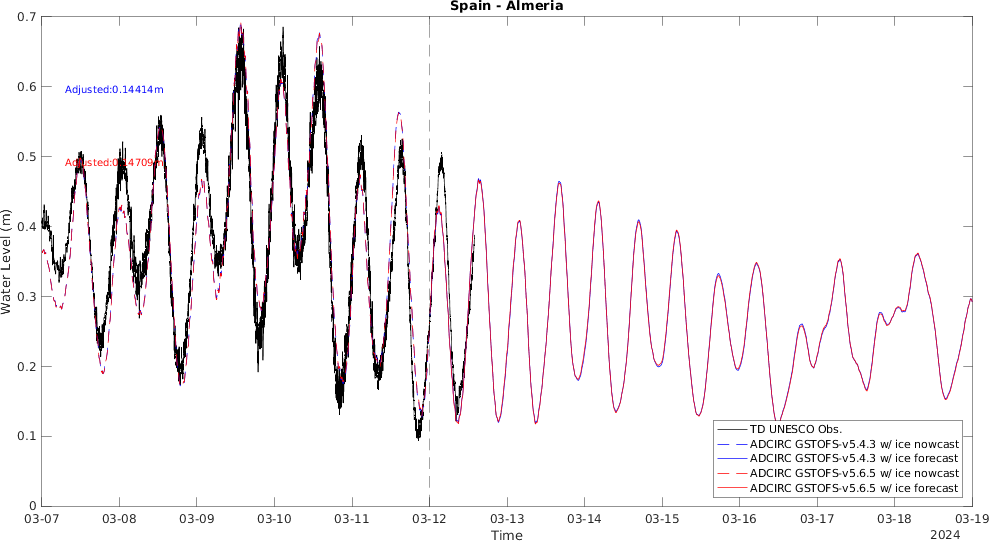 Spain - Almeria
0.7
0.6
0.5
0.4
0.3
0.2
0.1
0
Water Level (m)
Adjusted:0.14414m
Adjusted:0.14709m
TD UNESCO Obs.
ADCIRC GSTOFS-v5.4.3 w/ ice nowcast
ADCIRC GSTOFS-v5.4.3 w/ ice forecast
ADCIRC GSTOFS-v5.6.5 w/ ice nowcast
ADCIRC GSTOFS-v5.6.5 w/ ice forecast
03-07 03-08 03-09 03-10 03-11 03-12 03-13 03-14 03-15 03-16 03-17 03-18 03-19
Time
2024